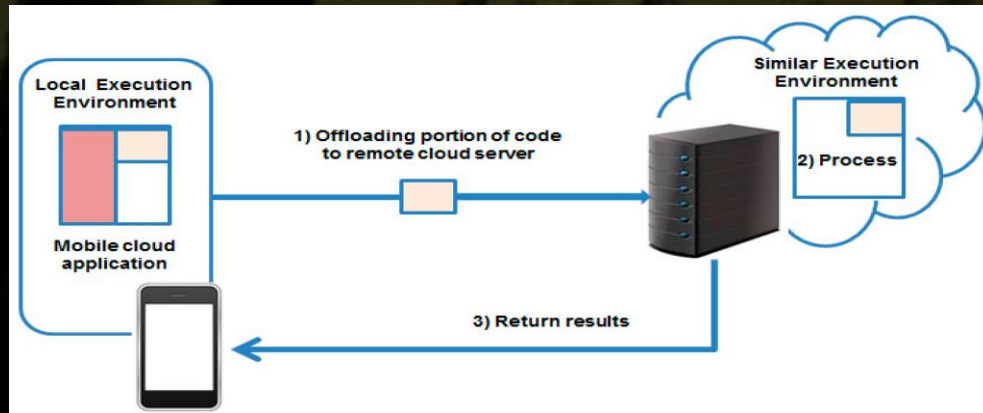 Local Execution
Environment
Mobile cloud
application
1) Offloading portion of code
to remote cloud server
Similar Execution
Environment
2) Process
3) Return results